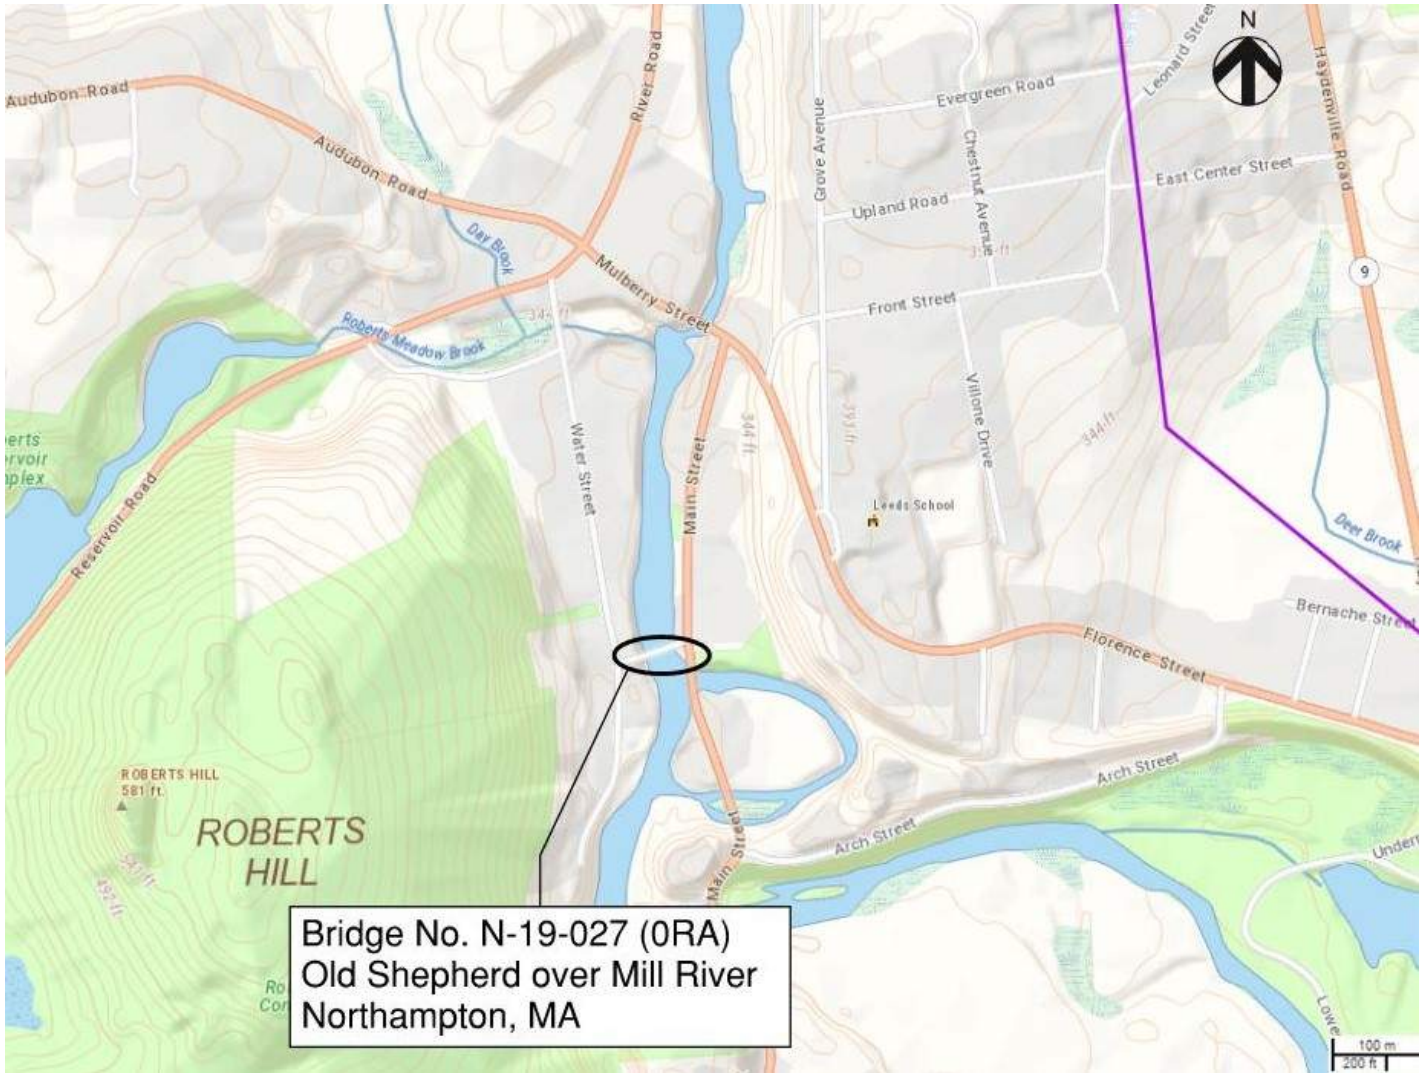 N
Audubon Road
River Road
Leonard Street
Haydenville Road
Evergreen Road
Grove Avenue
Chestnut Avenue
Audubon Road
East Center Street
Upland Road
Day Brook
Mulberry Street
9
Front Street
Roberts Meadow Brook
Villone Drive
344 ft
344 ft
393 ft
Water Street
Main Street
Reservoir Road
Leeds School
Deer Brook
Bernache Street
Florence Street
ROBERTS HILL
581 ft.
ROBERTS
HILL
Arch Street
Arch Street
Main Street
492 ft
Bridge No. N-19-027 (0RA)
Old Shepherd over Mill River
Northampton, MA
100 m
200 ft